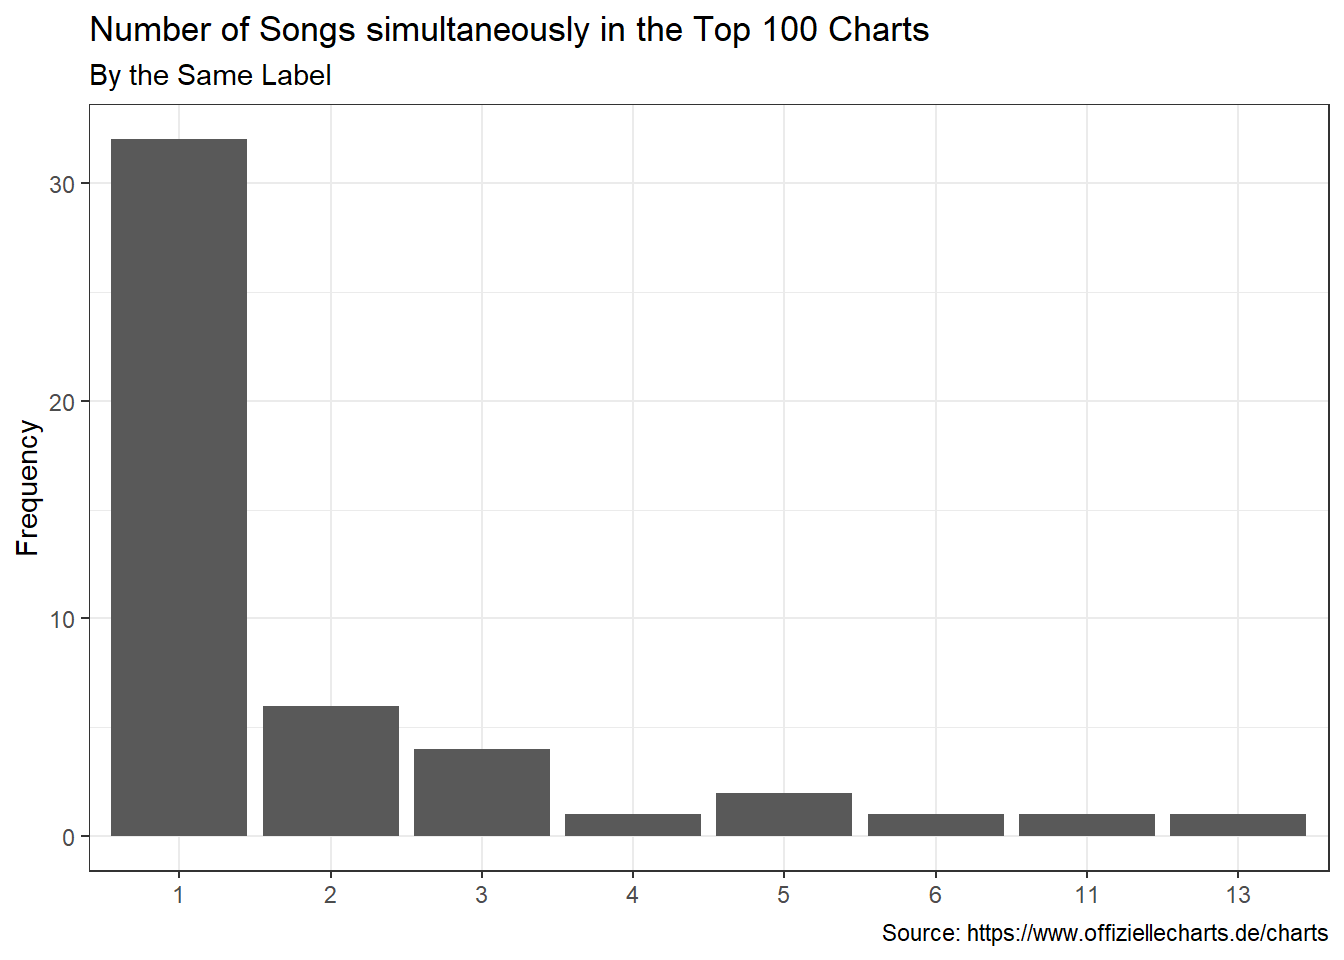 Number of Songs simultaneously in the Top 100 Charts
By the Same Label
Frequency
30
20
10
0
1 2 3 4 5 6 11 13
Source: https://www.offiziellecharts.de/charts